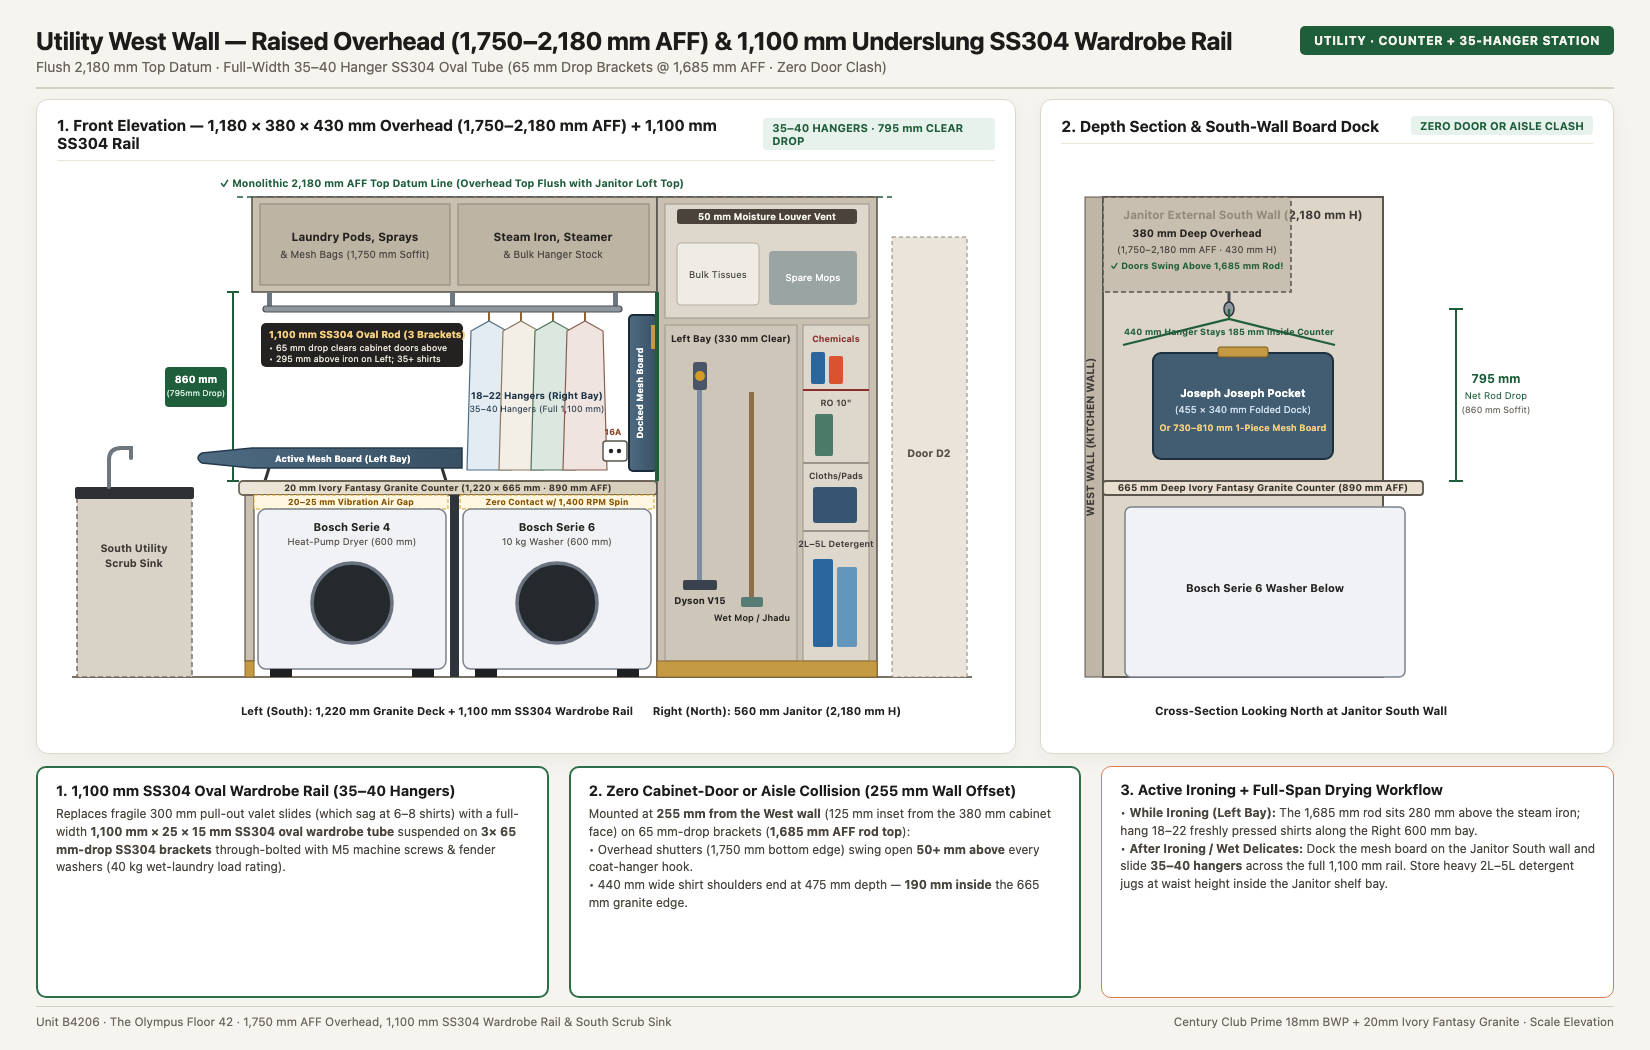 Utility West Wall — Raised Overhead (1,750–2,180 mm AFF) & 1,100 mm Underslung SS304 Wardrobe Rail
Flush 2,180 mm Top Datum · Full-Width 35–40 Hanger SS304 Oval Tube (65 mm Drop Brackets @ 1,685 mm AFF · Zero Door Clash)
UTILITY · COUNTER + 35-HANGER STATION
1. Front Elevation — 1,180 × 380 × 430 mm Overhead (1,750–2,180 mm AFF) + 1,100 mm
SS304 Rail
35–40 HANGERS · 795 mm CLEAR
DROP
✓ Monolithic 2,180 mm AFF Top Datum Line (Overhead Top Flush with Janitor Loft Top)
Laundry Pods, Sprays
& Mesh Bags (1,750 mm Soffit)
Steam Iron, Steamer
& Bulk Hanger Stock
50 mm Moisture Louver Vent
Bulk Tissues
Spare Mops
1,100 mm SS304 Oval Rod (3 Brackets)
• 65 mm drop clears cabinet doors above
• 295 mm above iron on Left; 35+ shirts
860 mm
(795mm Drop)
18–22 Hangers (Right Bay)
35–40 Hangers (Full 1,100 mm)
16A
Docked Mesh Board
Left Bay (330 mm Clear)
Chemicals
RO 10"
Cloths/Pads
2L–5L Detergent
Dyson V15
Wet Mop / Jhadu
Door D2
Active Mesh Board (Left Bay)
20 mm Ivory Fantasy Granite Counter (1,220 × 665 mm · 890 mm AFF)
20–25 mm Vibration Air Gap
Zero Contact w/ 1,400 RPM Spin
Bosch Serie 4
Heat-Pump Dryer (600 mm)
Bosch Serie 6
10 kg Washer (600 mm)
South Utility
Scrub Sink
Left (South): 1,220 mm Granite Deck + 1,100 mm SS304 Wardrobe Rail
Right (North): 560 mm Janitor (2,180 mm H)
2. Depth Section & South-Wall Board Dock
ZERO DOOR OR AISLE CLASH
Janitor External South Wall (2,180 mm H)
380 mm Deep Overhead
(1,750–2,180 mm AFF · 430 mm H)
✓ Doors Swing Above 1,685 mm Rod!
440 mm Hanger Stays 185 mm Inside Counter
Joseph Joseph Pocket
(455 × 340 mm Folded Dock)
Or 730–810 mm 1-Piece Mesh Board
WEST WALL (KITCHEN WALL)
795 mm
Net Rod Drop
(860 mm Soffit)
665 mm Deep Ivory Fantasy Granite Counter (890 mm AFF)
Bosch Serie 6 Washer Below
Cross-Section Looking North at Janitor South Wall
1. 1,100 mm SS304 Oval Wardrobe Rail (35–40 Hangers)
Replaces fragile 300 mm pull-out valet slides (which sag at 6–8 shirts) with a full-
width 1,100 mm × 25 × 15 mm SS304 oval wardrobe tube suspended on 3× 65
mm-drop SS304 brackets through-bolted with M5 machine screws & fender
washers (40 kg wet-laundry load rating).
2. Zero Cabinet-Door or Aisle Collision (255 mm Wall Offset)
Mounted at 255 mm from the West wall (125 mm inset from the 380 mm cabinet
face) on 65 mm-drop brackets (1,685 mm AFF rod top):
• Overhead shutters (1,750 mm bottom edge) swing open 50+ mm above every
coat-hanger hook.
• 440 mm wide shirt shoulders end at 475 mm depth — 190 mm inside the 665
mm granite edge.
3. Active Ironing + Full-Span Drying Workflow
• While Ironing (Left Bay): The 1,685 mm rod sits 280 mm above the steam iron;
hang 18–22 freshly pressed shirts along the Right 600 mm bay.
• After Ironing / Wet Delicates: Dock the mesh board on the Janitor South wall and
slide 35–40 hangers across the full 1,100 mm rail. Store heavy 2L–5L detergent
jugs at waist height inside the Janitor shelf bay.
Unit B4206 · The Olympus Floor 42 · 1,750 mm AFF Overhead, 1,100 mm SS304 Wardrobe Rail & South Scrub Sink
Century Club Prime 18mm BWP + 20mm Ivory Fantasy Granite · Scale Elevation